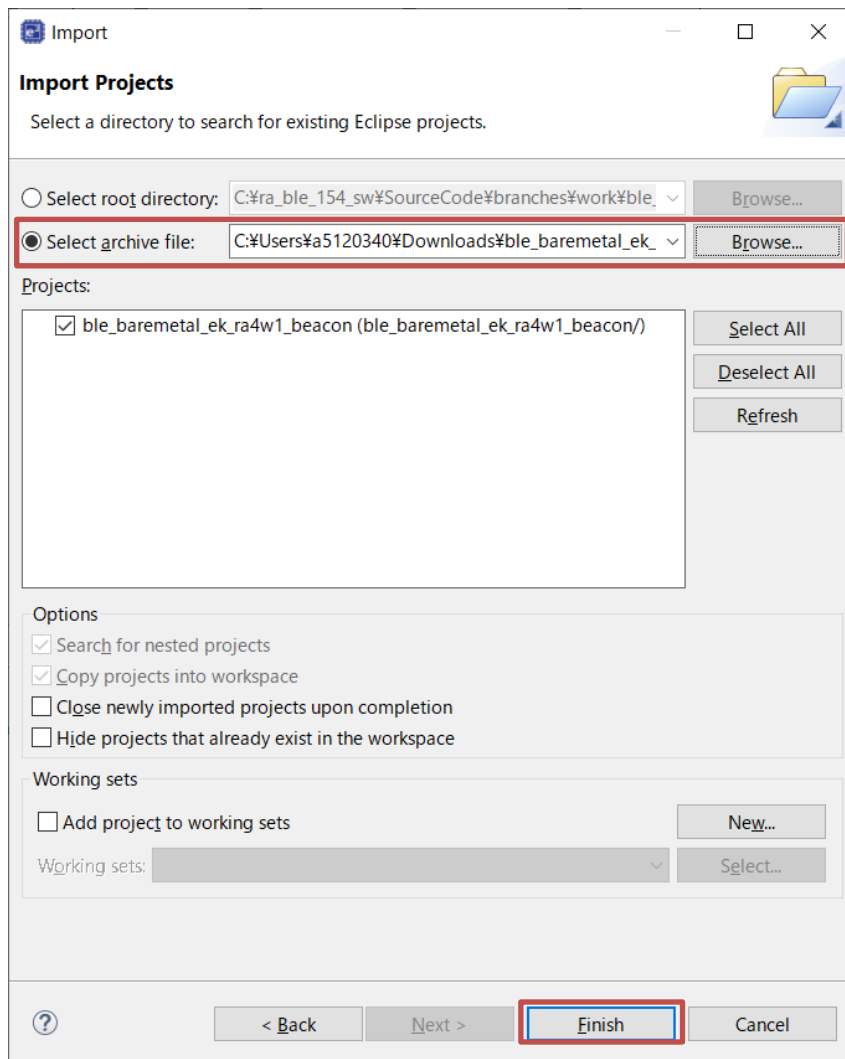 Import
Import Projects
Select a directory to search for existing Eclipse projects.
Select root directory: C:¥ra_ble_154_sw¥SourceCode¥branches¥work¥ble_ Browse...
Select archive file: C:¥Users¥a5120340¥Downloads¥ble_baremetal_ek_ Browse...
Projects:
ble_baremetal_ek_ra4w1_beacon (ble_baremetal_ek_ra4w1_beacon/)
Select All
Deselect All
Refresh
Options
Search for nested projects
Copy projects into workspace
Close newly imported projects upon completion
Hide projects that already exist in the workspace
Working sets
Add project to working sets New...
Working sets: Select...
? < Back Next > Finish Cancel